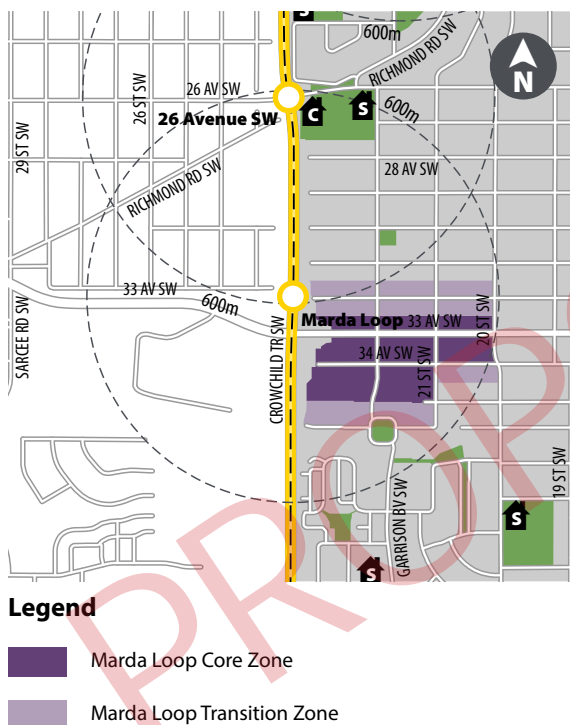 S
600m
RICHMOND RD SW
N
26 AV SW
26 ST SW
C
S
600m
26 Avenue SW
29 ST SW
28 AV SW
RICHMOND RD SW
33 AV SW
600m
Marda Loop
33 AV SW
20 ST SW
SARCEE RD SW
CROWCHILD TR SW
34 AV SW
21 ST SW
19 ST SW
GARRISON BV SW
S
S
PROP
Legend
Marda Loop Core Zone
Marda Loop Transition Zone